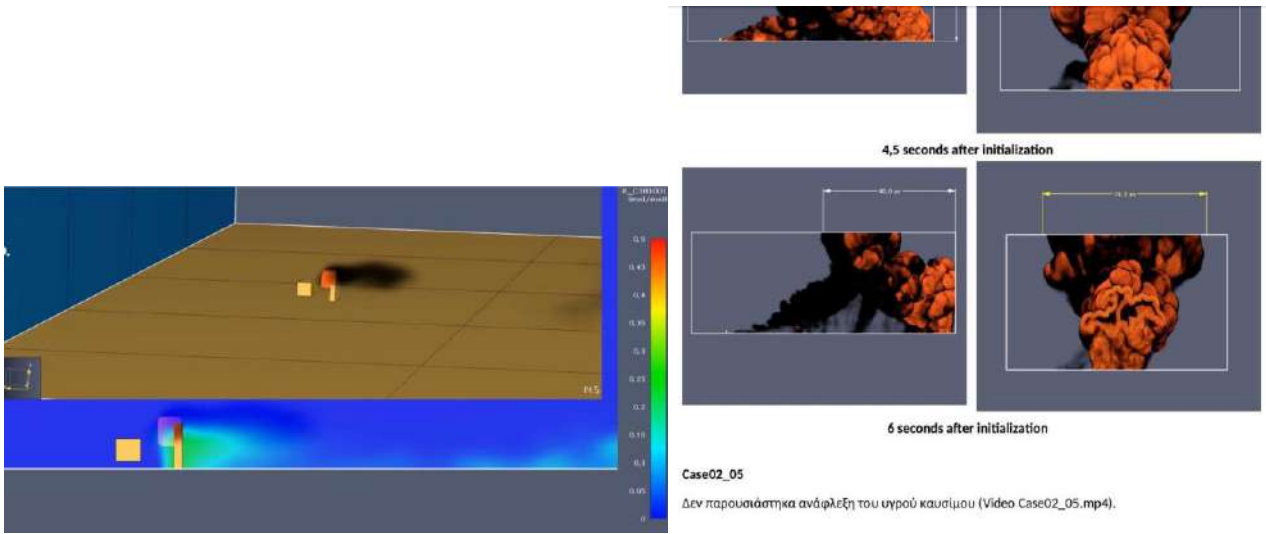 0.5
0.45
0.4
0.35
0.3
0.25
0.2
0.15
0.1
0.05
0
4,5 seconds after initialization
6 seconds after initialization
Case02_05
Δεν παρουσιάστηκα ανάφλεξη του υγρού καυσίμου (Video Case02_05.mp4).